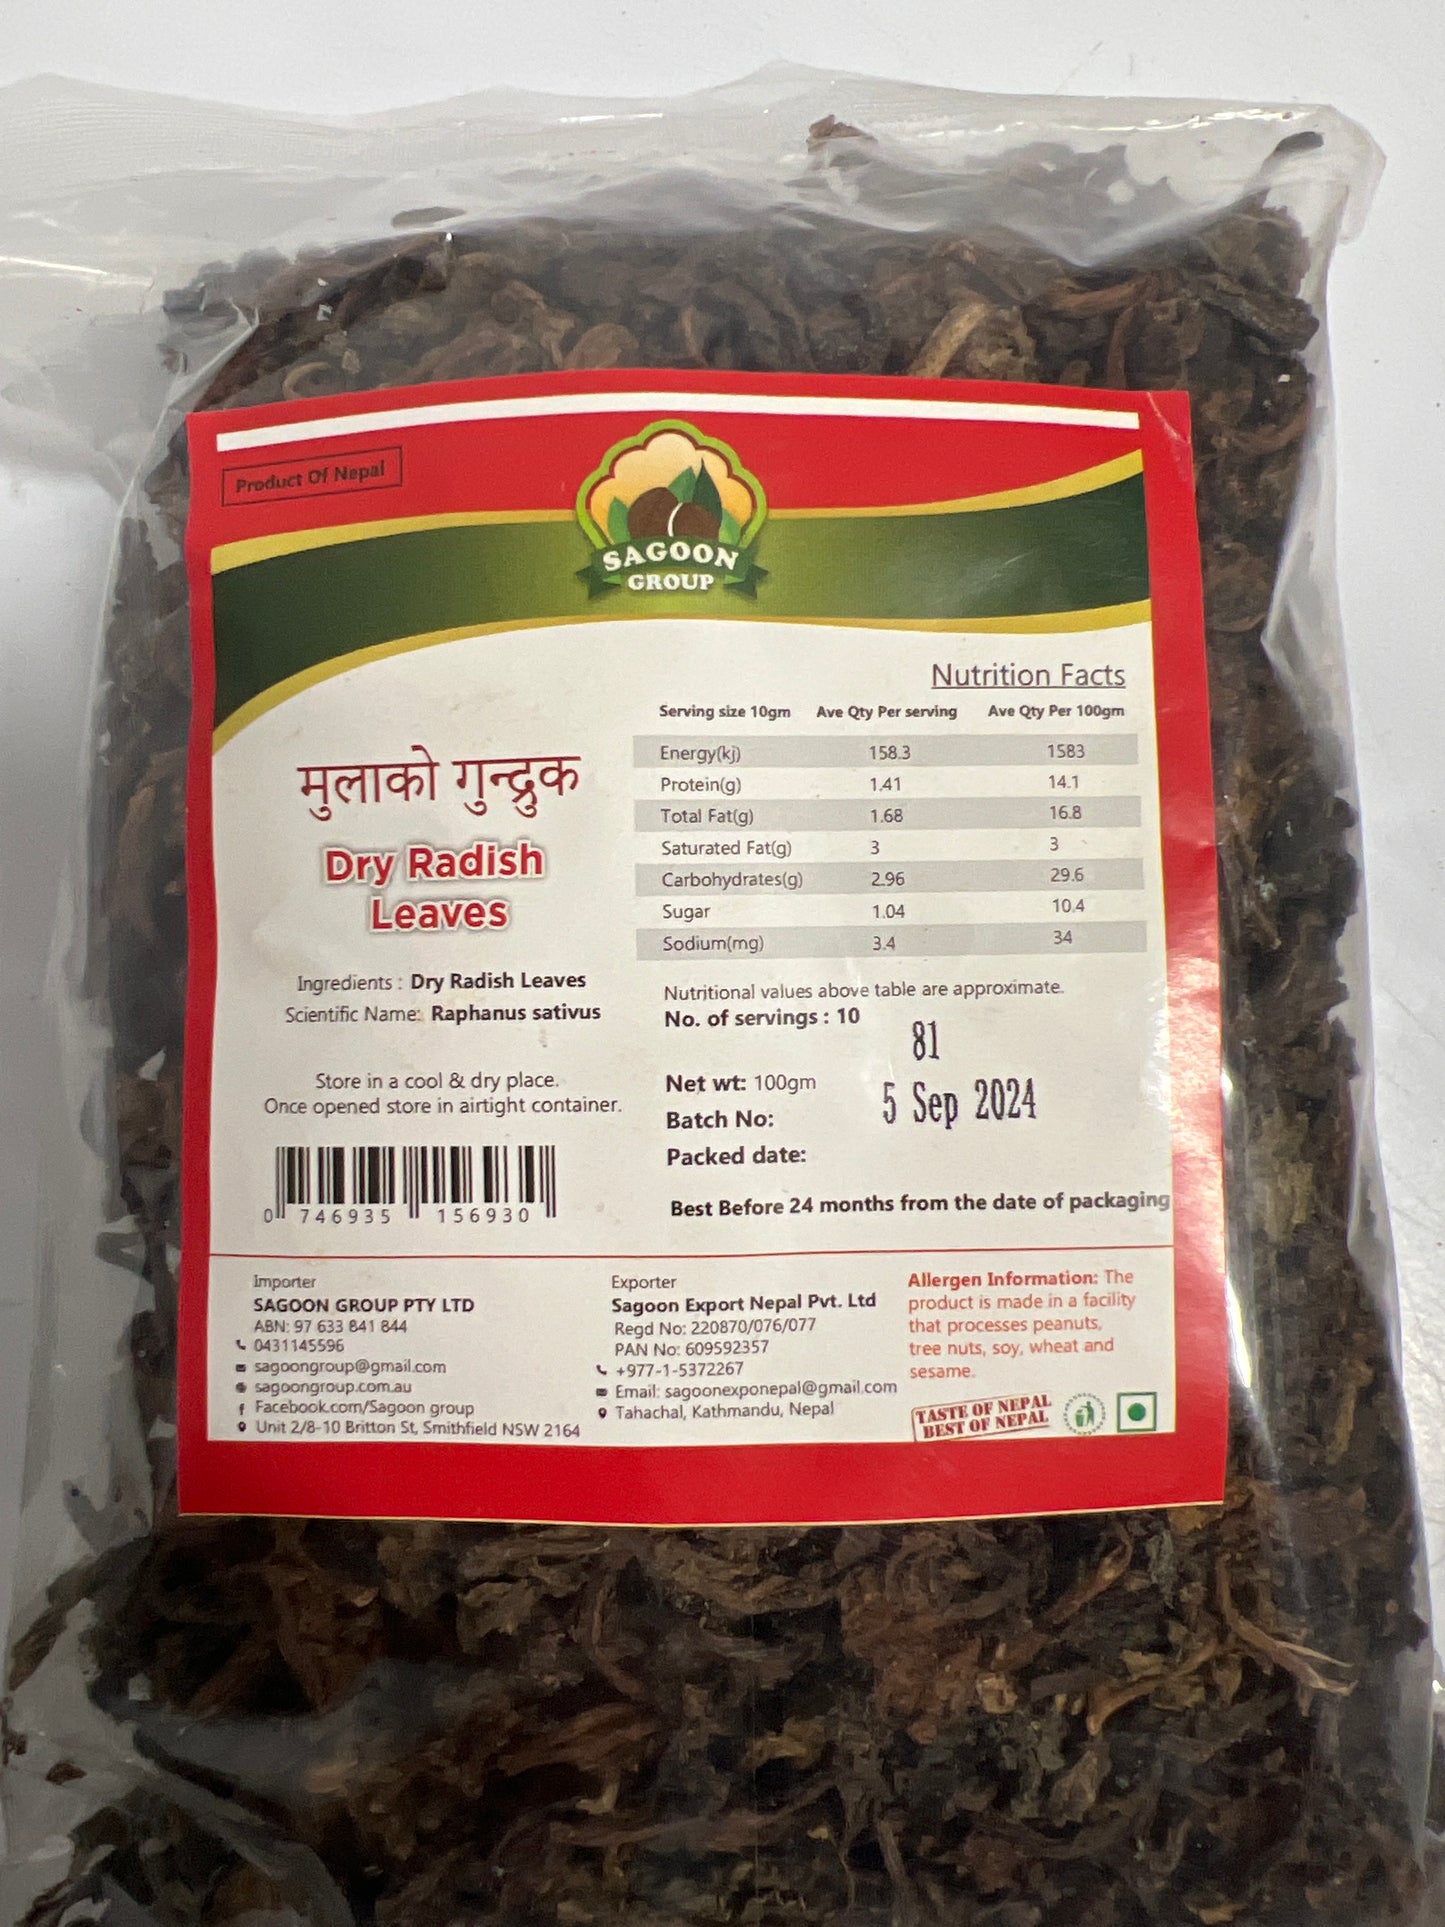 Product Of Nepal
SAGOON
GROUP
मुलाको गुन्द्रुक
Dry Radish
Leaves
Ingredients : Dry Radish Leaves
Scientific Name: Raphanus sativus
Store in a cool & dry place.
Once opened store in airtight container.
0 746935 156930
Nutrition Facts
Serving size 10gm Ave Qty Per serving Ave Qty Per 100gm
Energy(kj) 158.3 1583
Protein(g) 1.41 14.1
Total Fat(g) 1.68 16.8
Saturated Fat(g) 3 3
Carbohydrates(g) 2.96 29.6
Sugar 1.04 10.4
Sodium(mg) 3.4 34
Nutritional values above table are approximate.
No. of servings : 10
81
Net wt: 100gm
5 Sep 2024
Batch No:
Packed date:
Best Before 24 months from the date of packaging
Importer
SAGOON GROUP PTY LTD
ABN: 97 633 841 844
0431145596
sagoongroup@gmail.com
sagoongroup.com.au
Facebook.com/Sagoon group
Unit 2/8-10 Britton St, Smithfield NSW 2164
Exporter
Sagoon Export Nepal Pvt. Ltd
Regd No: 220870/076/077
PAN No: 609592357
+977-1-5372267
Email: sagoonexponepal@gmail.com
Tahachal, Kathmandu, Nepal
Allergen Information: The
product is made in a facility
that processes peanuts,
tree nuts, soy, wheat and
sesame.
TASTE OF NEPAL
BEST OF NEPAL